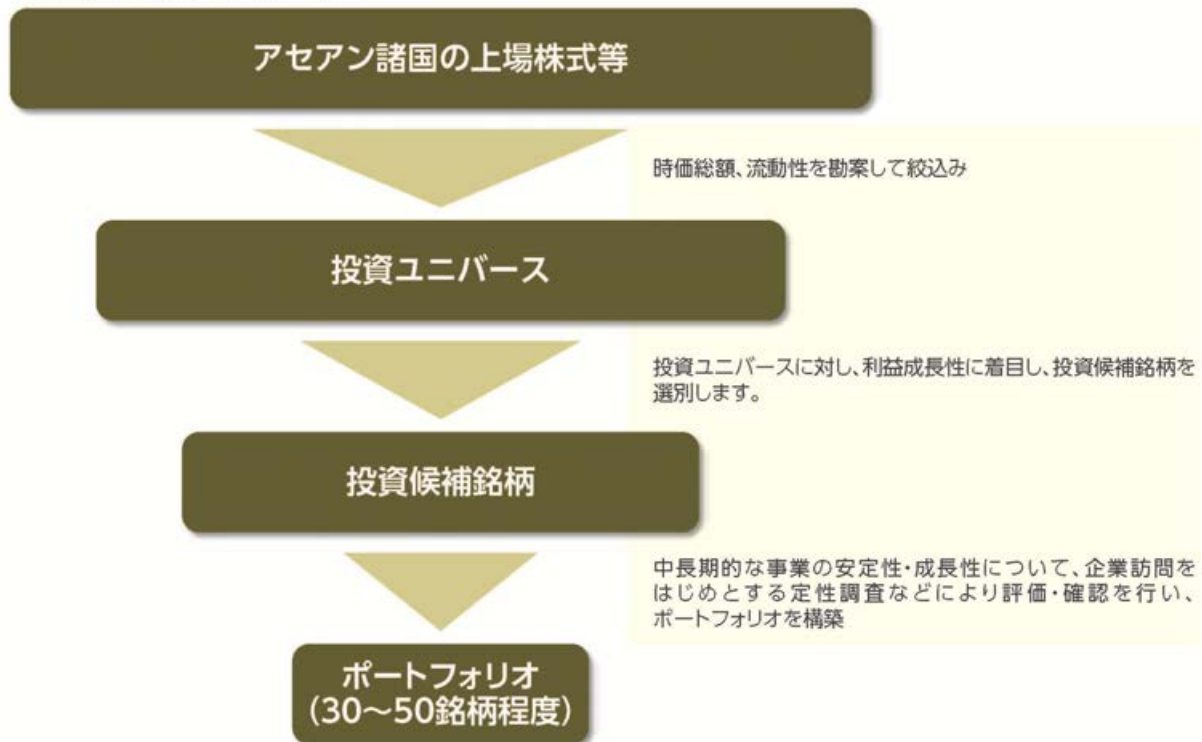 アセアン諸国の上場株式等
時価総額、流動性を勘案して絞込み
投資ユニバース
投資ユニバースに対し、利益成長性に着目し、投資候補銘柄を
選別します。
投資候補銘柄
中長期的な事業の安定性・成長性について、企業訪問を
はじめとする定性調査などにより評価・確認を行い、
ポートフォリオを構築
ポートフォリオ
(30〜50銘柄程度)